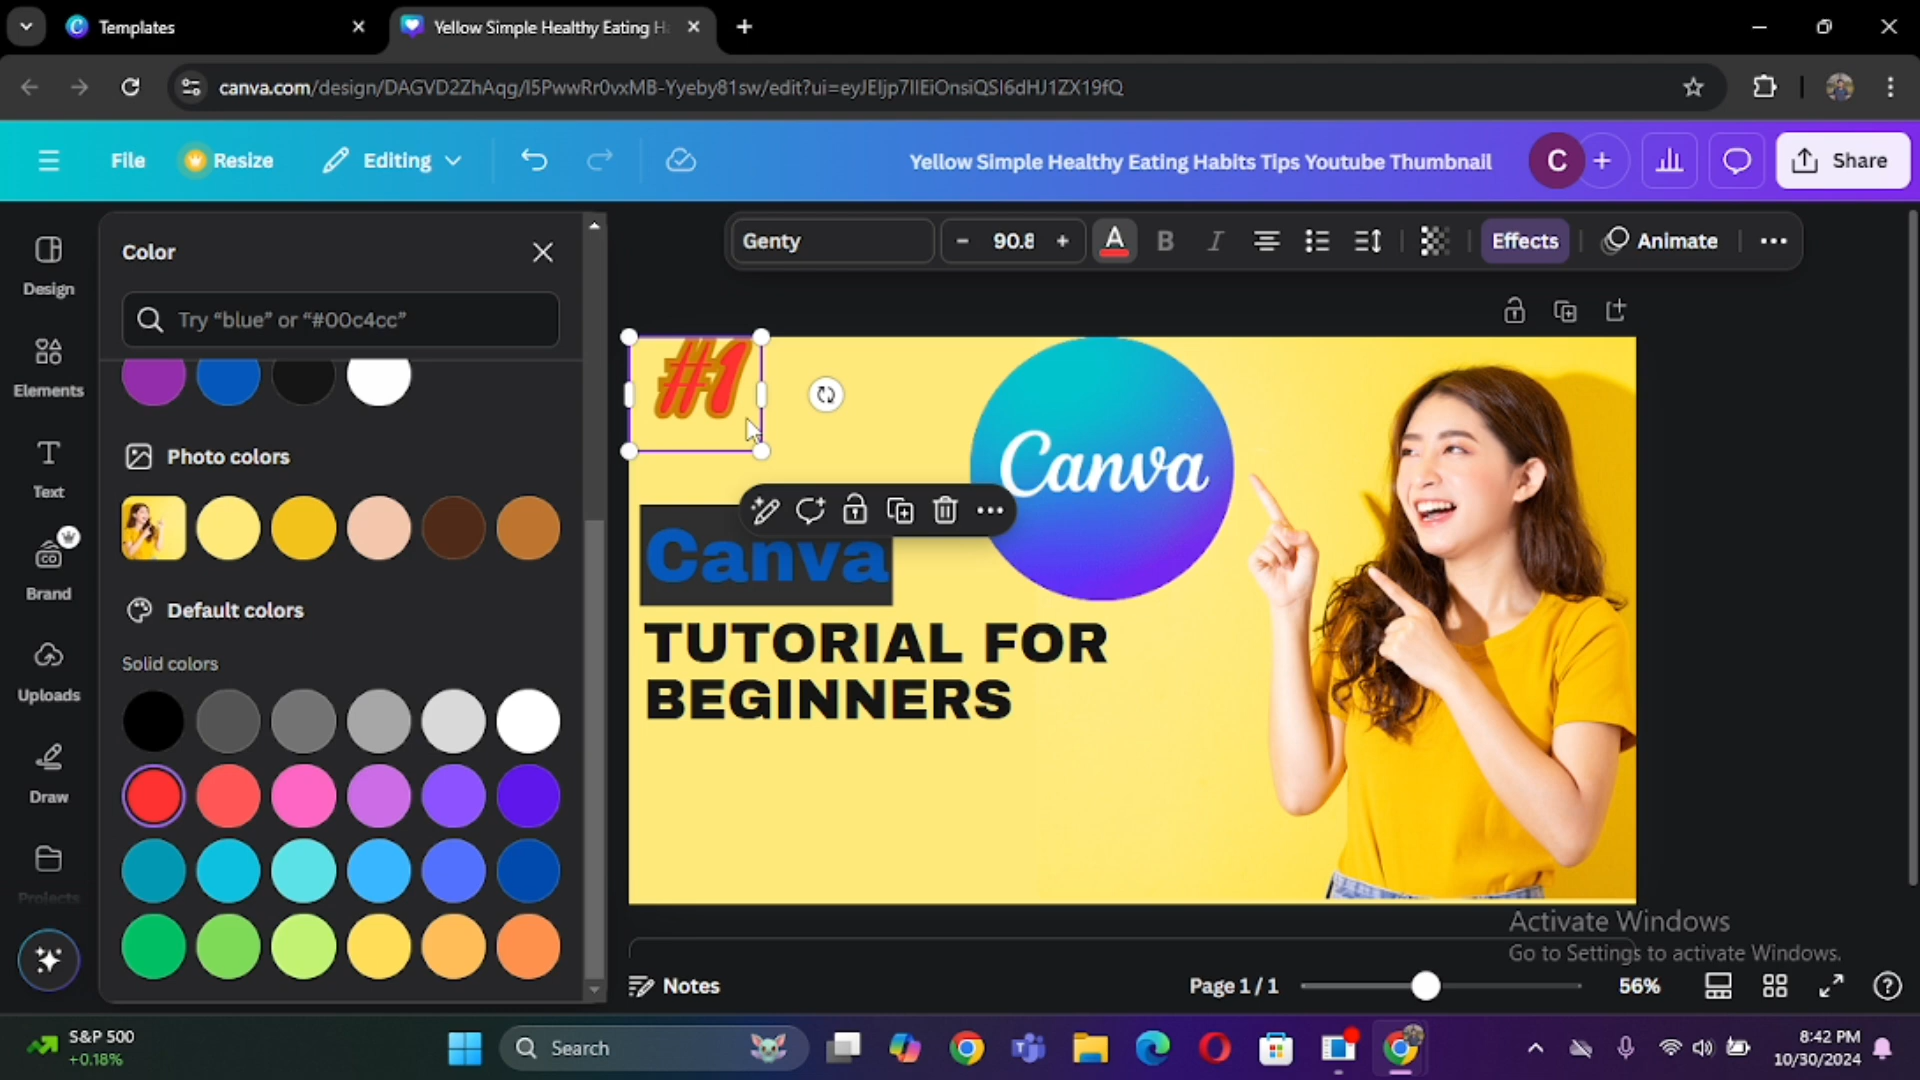 Templates
Yellow Simple Healthy Eating H
canva.com/design/DAGVD2ZhAqg/I5PwwRr0vxMB-Yyeby81sw/edit?ui=eyJEIjp7IlEiOnsiQSI6dHJ1ZX19fQ
File
Resize
Editing
Yellow Simple Healthy Eating Habits Tips Youtube Thumbnail
C
Share
Design
Elements
Text
CO
Brand
Uploads
Draw
Projects
Color
Try “blue” or “#00c4cc”
Photo colors
Default colors
Solid colors
Genty
90.8
A
B
I
Effects
Animate
#1
Canva
Canva
TUTORIAL FOR
BEGINNERS
Activate Windows
Go to Settings to activate Windows.
Notes
Page 1 / 1
56%
S&P 500
+0.18%
Search
8:42 PM
10/30/2024